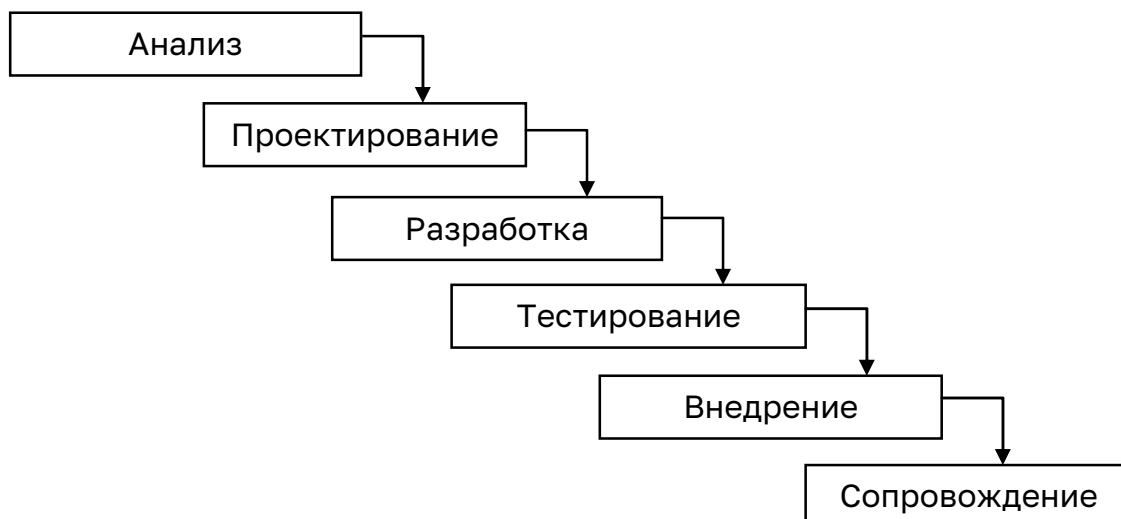 Анализ
Проектирование
Разработка
Тестирование
Внедрение
Сопровождение